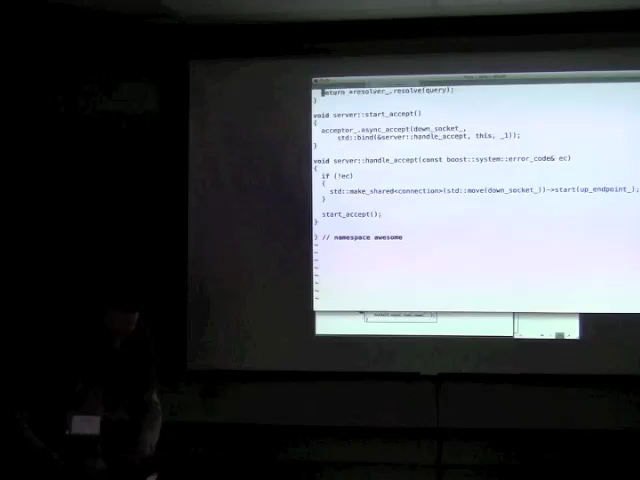 return *resolver_.resolve(query);
}
void server::start_accept()
{
acceptor_.async_accept(down_socket_,
std::bind(&server::handle_accept, this, _1));
}
void server::handle_accept(const boost::system::error_code& ec)
{
if (!ec)
{
std::make_shared<connection>(std::move(down_socket_))->start(up_endpoint_);
}
start_accept();
}
} // namespace awesome
~
~
~
~
~
~
~